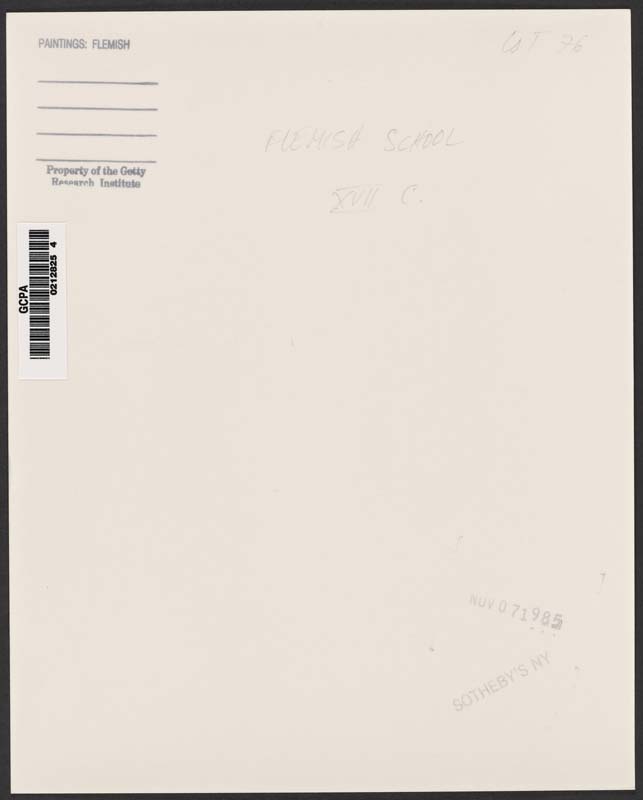 PAINTINGS: FLEMISH
LOT 76
FLEMISH SCHOOL
XVII C.
Property of the Getty
Research Institute
GCPA
0212825 4
NOV 07 1985
SOTHEBY'S NY